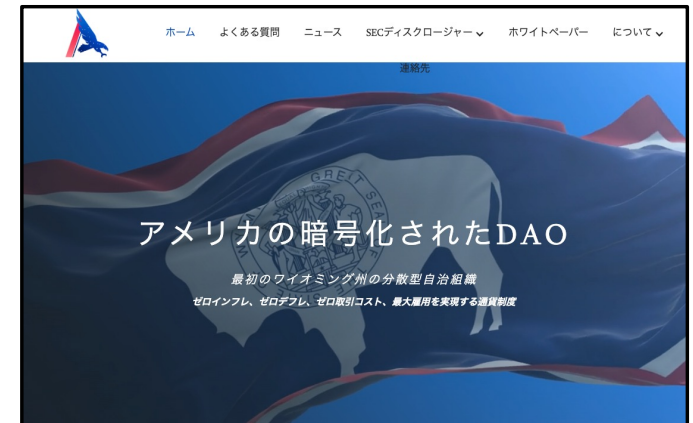 ホーム よくある質問 ニュース SECディスクロージャー ホワイトペーパー について
連絡先
GREAT SEAL
アメリカの暗号化されたDAO
最初のワイオミング州の分散型自治組織
ゼロインフレ、ゼロデフレ、ゼロ取引コスト、最大雇用を実現する通貨制度